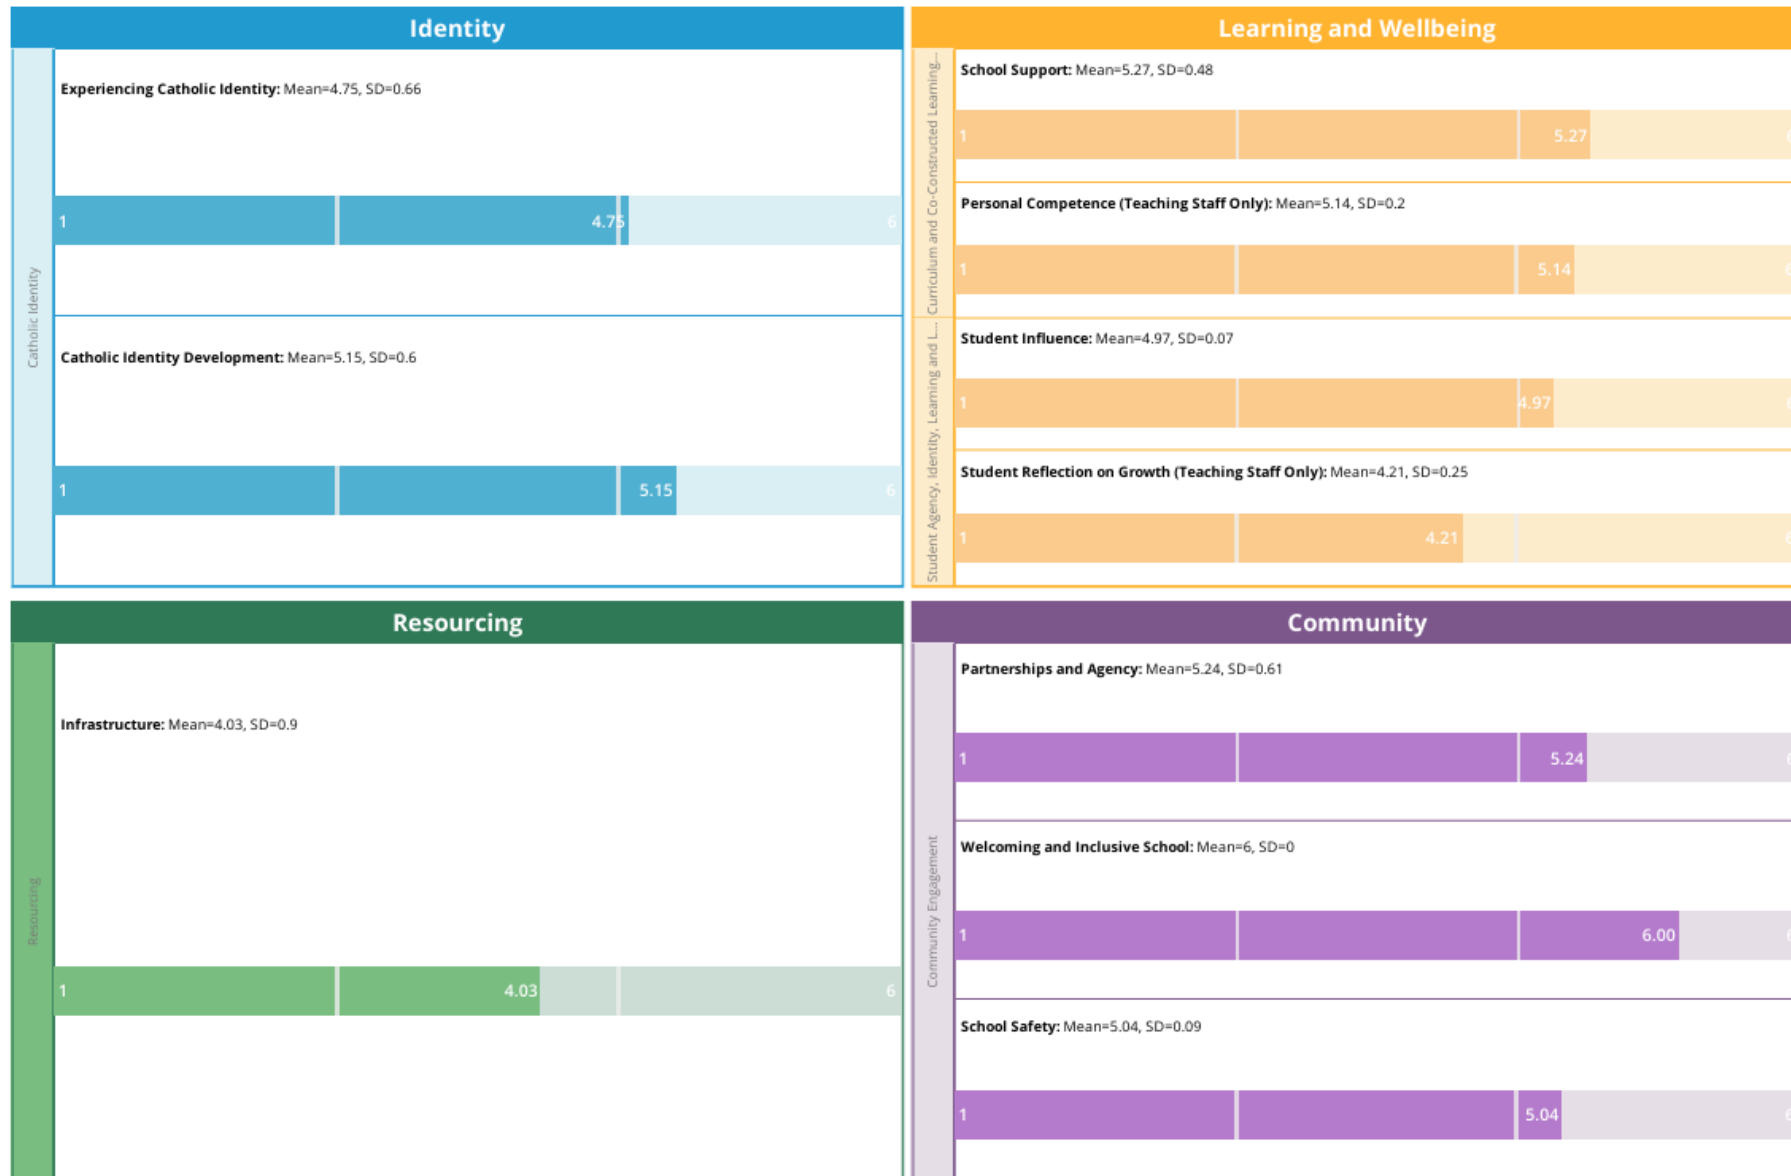 Identity
Catholic Identity
Experiencing Catholic Identity: Mean=4.75, SD=0.66
1 4.75 6
Catholic Identity Development: Mean=5.15, SD=0.6
1 5.15 6
Learning and Wellbeing
Curriculum and Co-Constructed Learning...
School Support: Mean=5.27, SD=0.48
1 5.27
Personal Competence (Teaching Staff Only): Mean=5.14, SD=0.2
1 5.14
Student Agency, Identity, Learning and L...
Student Influence: Mean=4.97, SD=0.07
1 4.97
Student Reflection on Growth (Teaching Staff Only): Mean=4.21, SD=0.25
1 4.21
Resourcing
Resourcing
Infrastructure: Mean=4.03, SD=0.9
1 4.03 6
Community
Community Engagement
Partnerships and Agency: Mean=5.24, SD=0.61
1 5.24
Welcoming and Inclusive School: Mean=6, SD=0
1 6.00
School Safety: Mean=5.04, SD=0.09
1 5.04